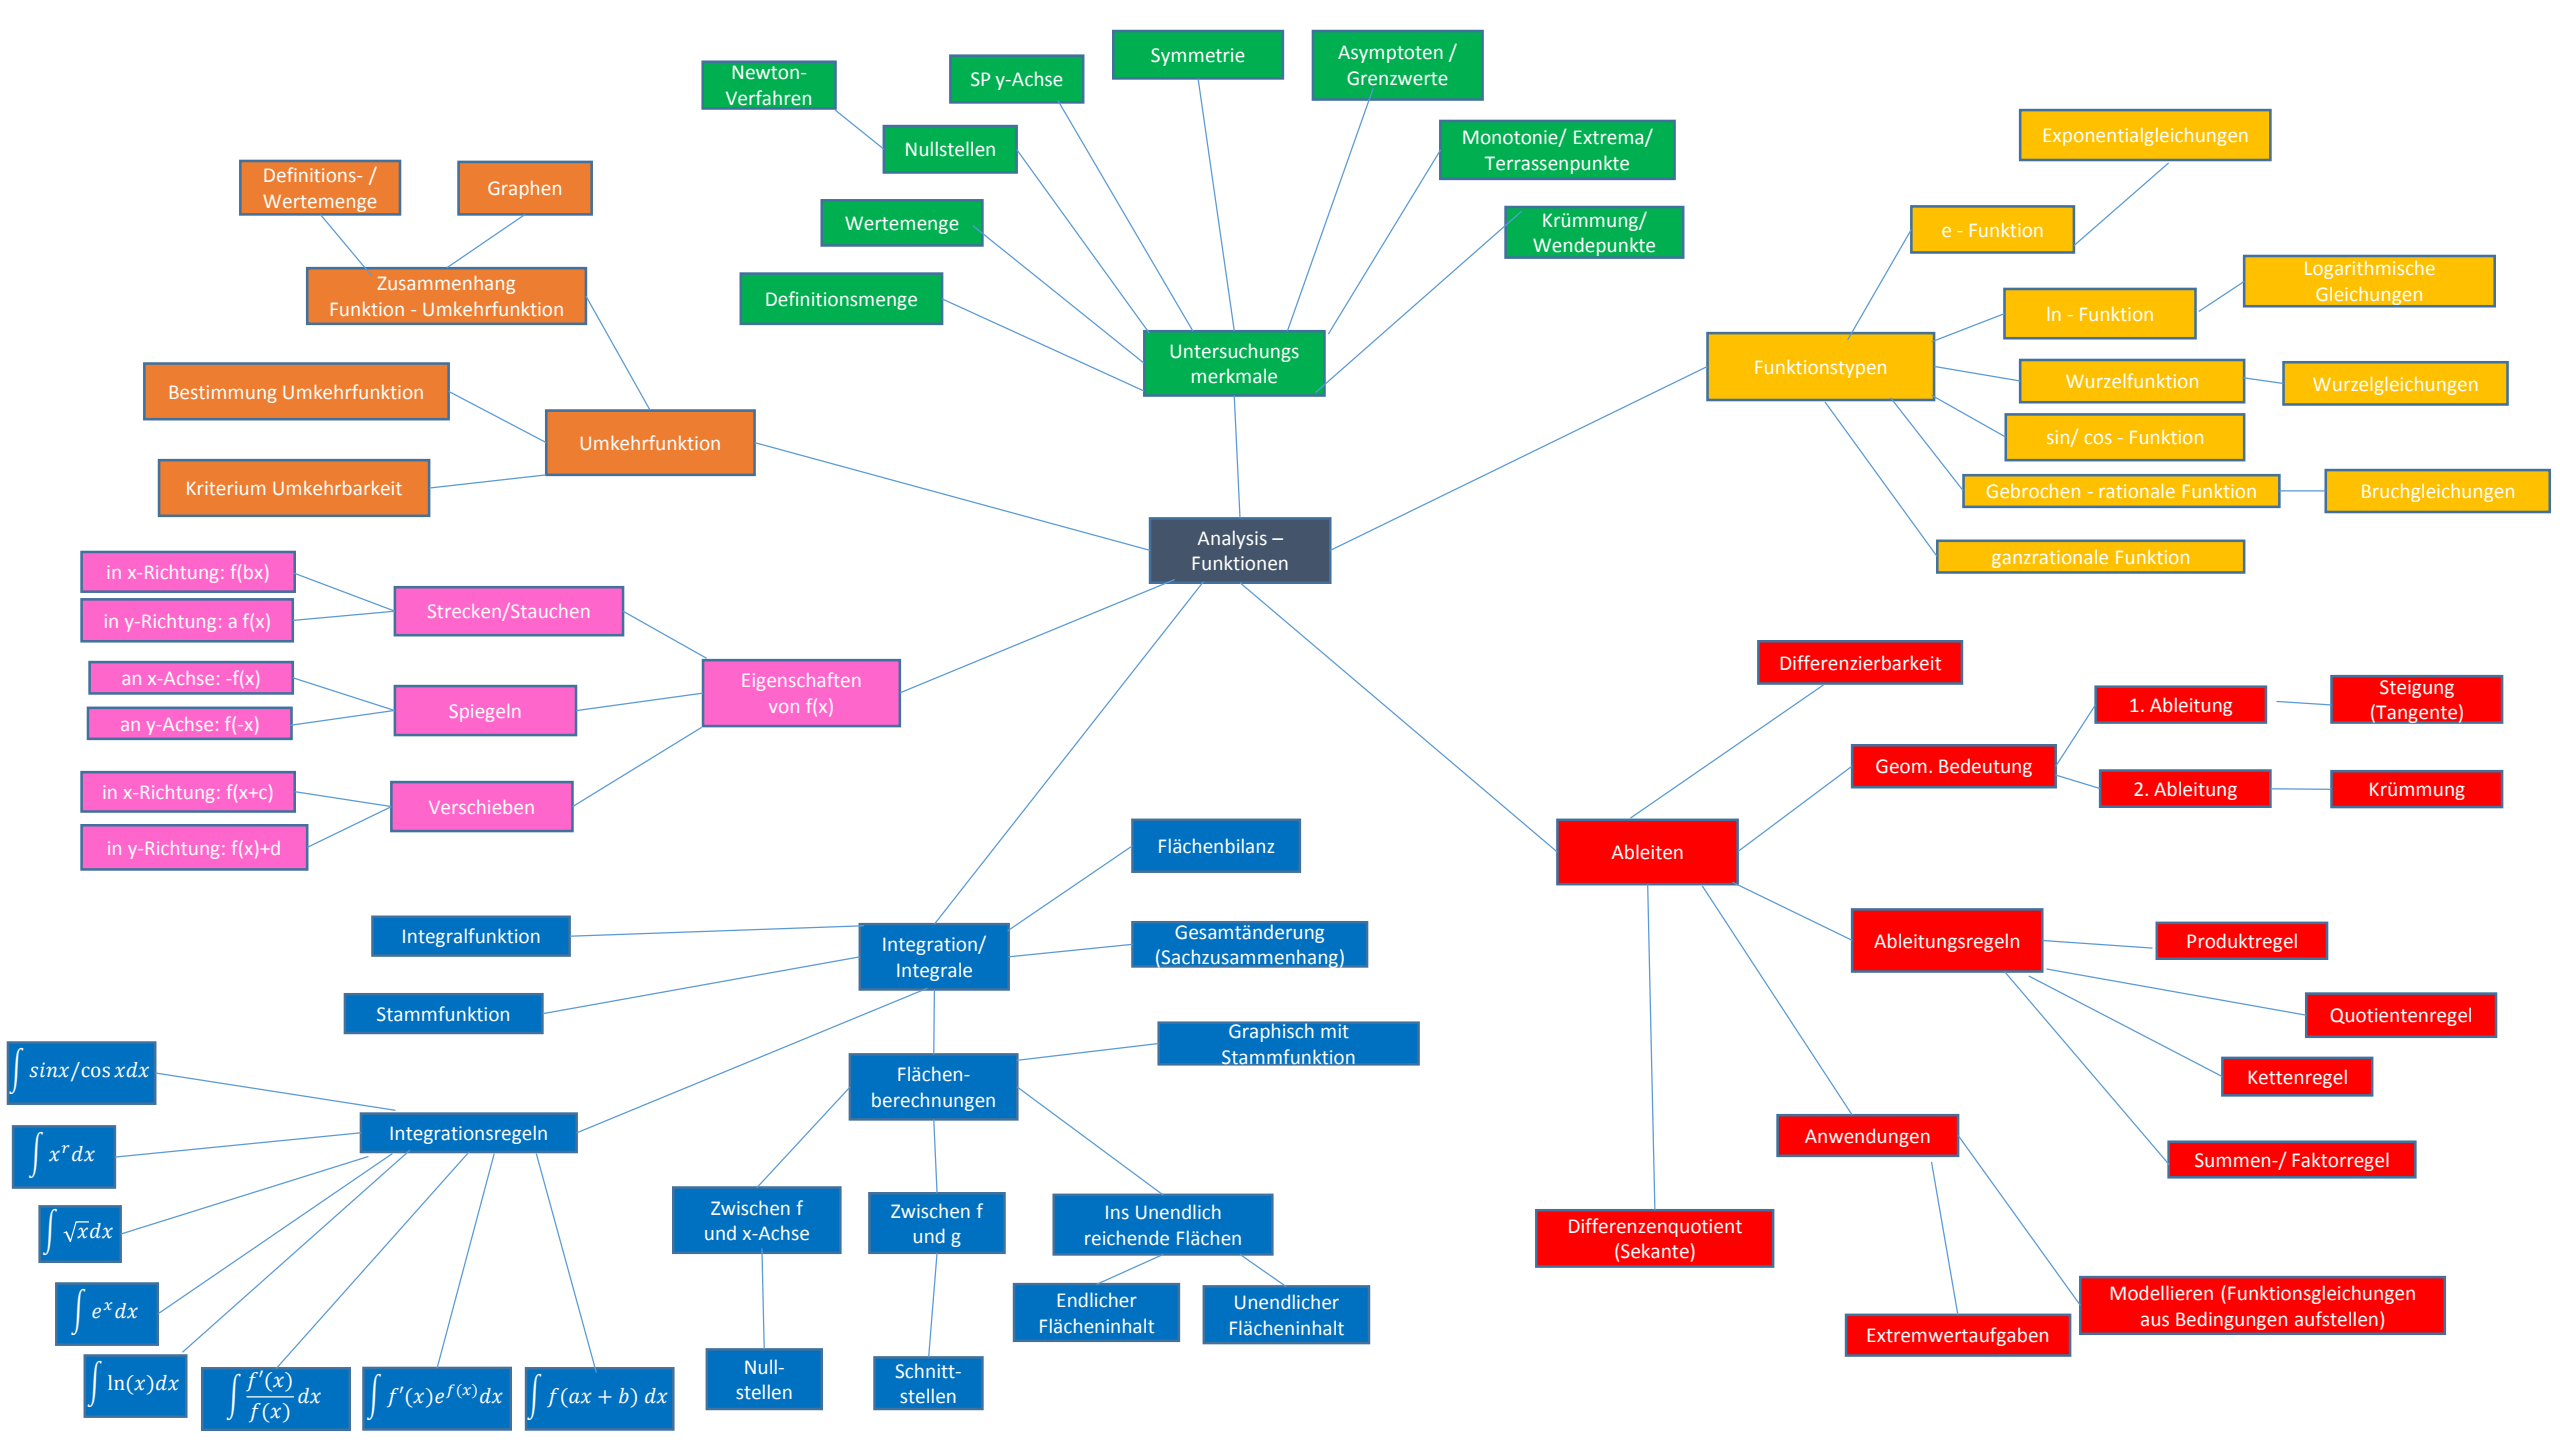 Newton-
Verfahren
SP y-Achse
Symmetrie
Asymptoten /
Grenzwerte
Nullstellen
Monotonie/ Extrema/
Terrassenpunkte
Wertemenge
Krümmung/
Wendepunkte
Definitionsmenge
Untersuchungs
merkmale
Definitions- /
Wertemenge
Graphen
Zusammenhang
Funktion - Umkehrfunktion
Bestimmung Umkehrfunktion
Umkehrfunktion
Kriterium Umkehrbarkeit
Exponentialgleichungen
e - Funktion
Logarithmische
Gleichungen
ln - Funktion
Funktionstypen
Wurzelfunktion
Wurzelgleichungen
sin/ cos - Funktion
Gebrochen - rationale Funktion
Bruchgleichungen
ganzrationale Funktion
Analysis –
Funktionen
in x-Richtung: f(bx)
in y-Richtung: a f(x)
Strecken/Stauchen
an x-Achse: -f(x)
an y-Achse: f(-x)
Spiegeln
Eigenschaften
von f(x)
in x-Richtung: f(x+c)
in y-Richtung: f(x)+d
Verschieben
Differenzierbarkeit
Geom. Bedeutung
1. Ableitung
Steigung
(Tangente)
2. Ableitung
Krümmung
Ableiten
Ableitungsregeln
Produktregel
Quotientenregel
Kettenregel
Summen-/ Faktorregel
Anwendungen
Differenzenquotient
(Sekante)
Extremwertaufgaben
Modellieren (Funktionsgleichungen
aus Bedingungen aufstellen)
Flächenbilanz
Integralfunktion
Integration/
Integrale
Gesamtänderung
(Sachzusammenhang)
Stammfunktion
Graphisch mit
Stammfunktion
Flächen-
berechnungen
Zwischen f
und x-Achse
Zwischen f
und g
Ins Unendlich
reichende Flächen
Endlicher
Flächeninhalt
Unendlicher
Flächeninhalt
Null-
stellen
Schnitt-
stellen
Integrationsregeln
∫ sinx/cos xdx
∫ x^r dx
∫ √x dx
∫ e^x dx
∫ ln(x)dx
∫ f′(x)/f(x) dx
∫ f′(x)e^f(x) dx
∫ f(ax + b) dx